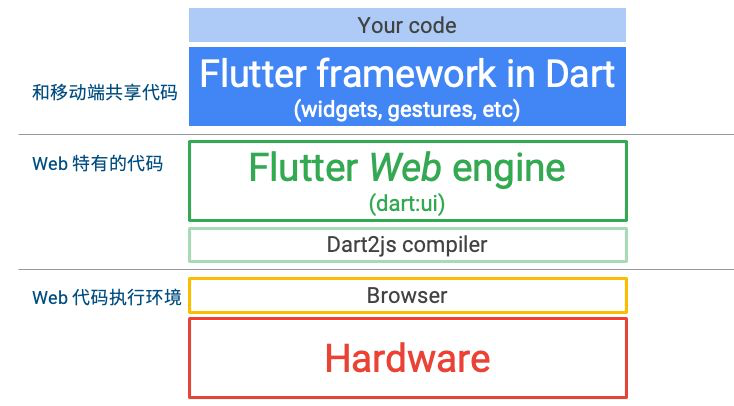 Your code
Flutter framework in Dart
(widgets, gestures, etc)
和移动端共享代码
Web 特有的代码
Flutter Web engine
(dart:ui)
Dart2js compiler
Web 代码执行环境
Browser
Hardware